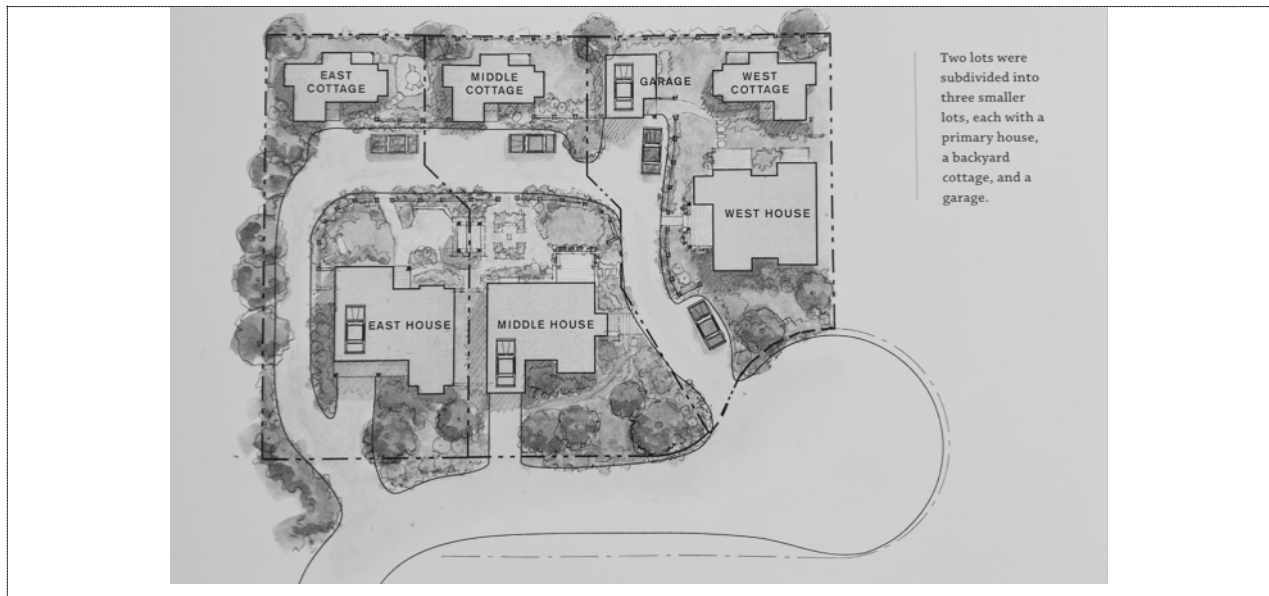 EAST
COTTAGE
MIDDLE
COTTAGE
GARAGE
WEST
COTTAGE
WEST HOUSE
EAST HOUSE
MIDDLE HOUSE
Two lots were
subdivided into
three smaller
lots, each with a
primary house,
a backyard
cottage, and a
garage.